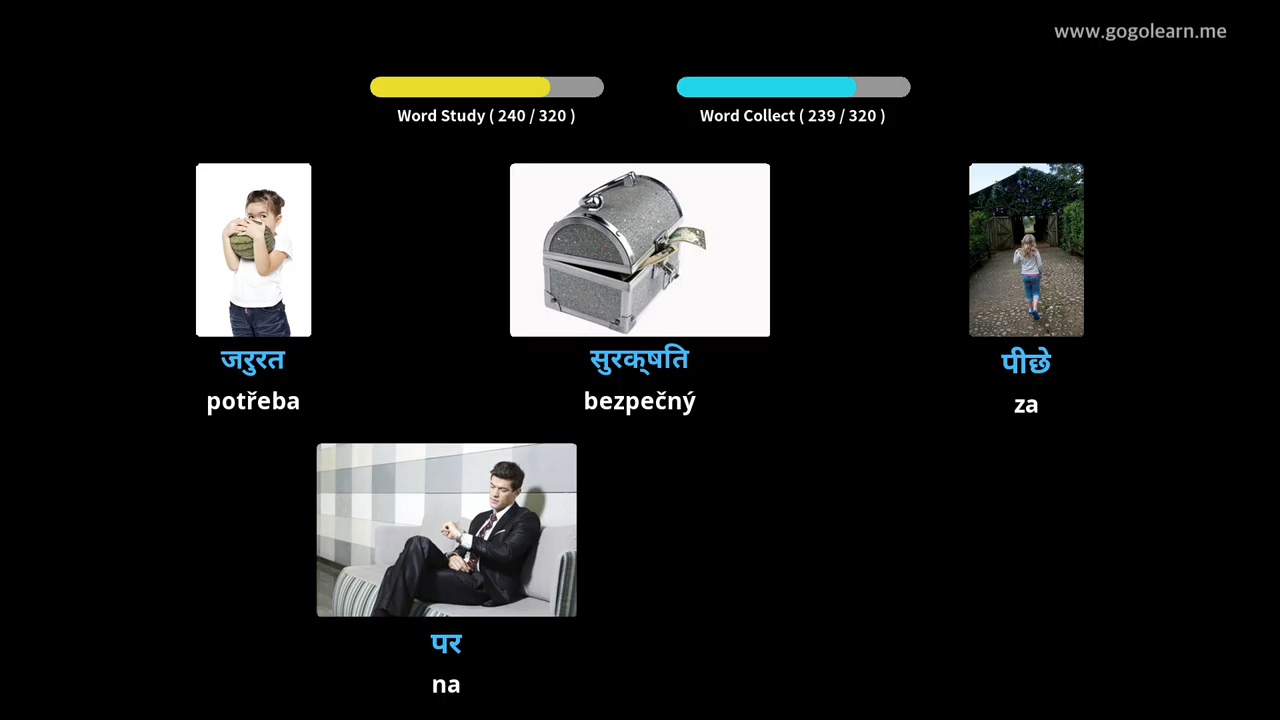 www.gogolearn.me
Word Study ( 240 / 320 )
Word Collect ( 239 / 320 )
जरुरत
सुरक्षति
पीछे
potřeba
bezpečný
za
पर
na